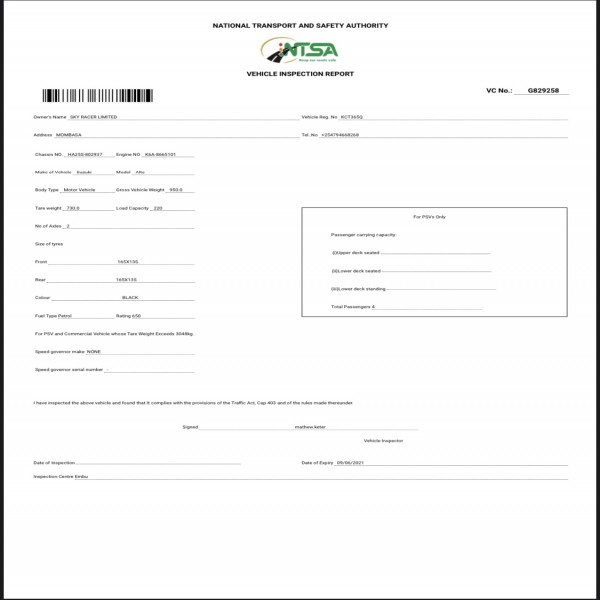 NATIONAL TRANSPORT AND SAFETY AUTHORITY
NTSA
Keep our roads safe
VEHICLE INSPECTION REPORT
VC No.: G829258
Owner's Name SKY RACER LIMITED Vehicle Reg. No KCT365Q
Address MOMBASA Tel. No +254794668268
Chassis NO. HA25S-802937 Engine NO K6A-8665101
Make of Vehicle Suzuki Model Alto
Body Type Motor Vehicle Gross Vehicle Weight 950.0
Tare weight 730.0 Load Capacity 220
No of Axles 2
For PSVs Only
Passenger carrying capacity:
(i)Upper deck seated
(ii)Lower deck seated
(iii)Lower deck standing
Total Passengers 4
Size of tyres
From 165X13S
Rear 165X13S
Colour BLACK
Fuel Type Petrol Rating 650
For PSV and Commercial Vehicle whose Tare Weight Exceeds 3048kg:
Speed governor make NONE
Speed governor serial number -
I have inspected the above vehicle and found that it complies with the provisions of the Traffic Act, Cap 403 and of the rules made thereunder.
Signed mathew.keter
Vehicle Inspector
Date of Inspection Date of Expiry 09/06/2021
Inspection Centre Embu